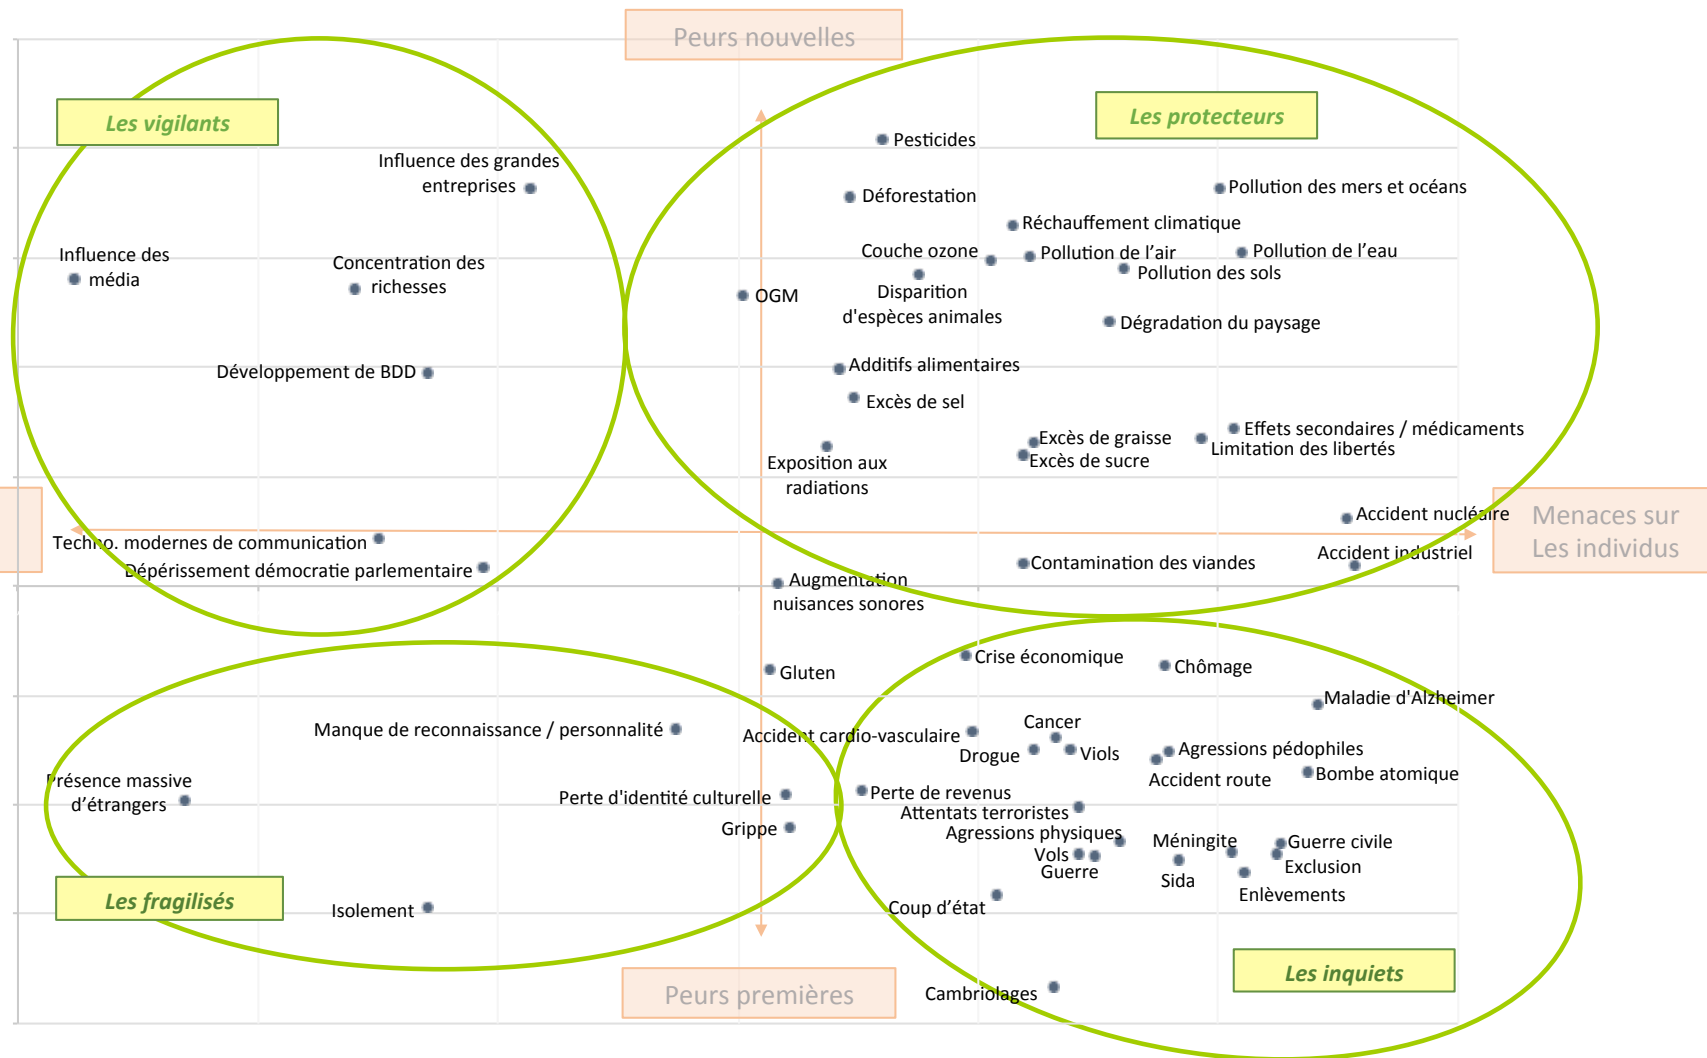 Peurs nouvelles
Les vigilants
Les protecteurs
Pesticides
Influence des grandes
entreprises
Déforestation
Pollution des mers et océans
Réchauffement climatique
Influence des
média
Concentration des
richesses
Couche ozone
Pollution de l'air
Pollution de l'eau
Pollution des sols
OGM
Disparition
d'espèces animales
Dégradation du paysage
Développement de BDD
Additifs alimentaires
Excès de sel
Effets secondaires / médicaments
Excès de graisse
Limitation des libertés
Excès de sucre
Exposition aux
radiations
Accident nucléaire
Menaces sur
Les individus
Techno. modernes de communication
Accident industriel
Dépérissement démocratie parlementaire
Contamination des viandes
Augmentation
nuisances sonores
Crise économique
Chômage
Gluten
Maladie d'Alzheimer
Manque de reconnaissance / personnalité
Accident cardio-vasculaire
Cancer
Drogue
Viols
Agressions pédophiles
Accident route
Bombe atomique
Présence massive
d'étrangers
Perte d'identité culturelle
Perte de revenus
Attentats terroristes
Grippe
Agressions physiques
Méningite
Guerre civile
Vols
Guerre
Sida
Exclusion
Enlèvements
Les fragilisés
Isolement
Coup d'état
Les inquiets
Peurs premières
Cambriolages